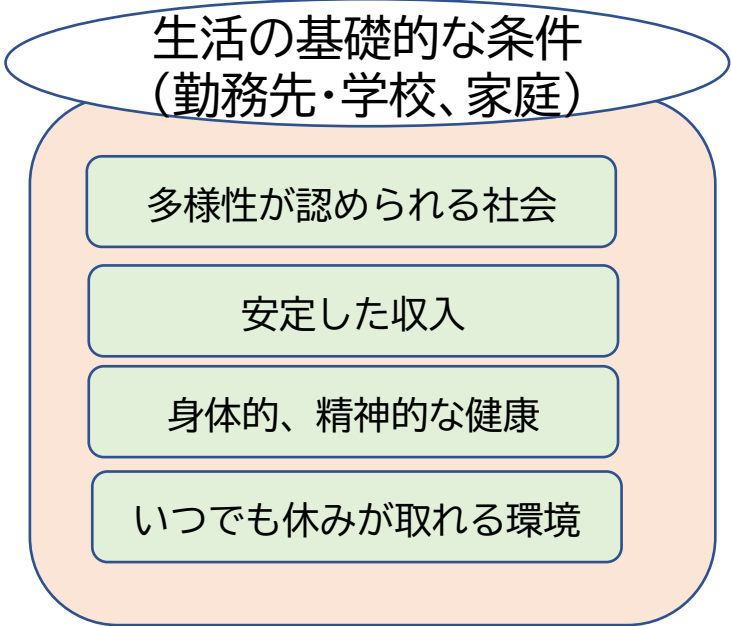 生活の基礎的な条件
（勤務先・学校、家庭）
多様性が認められる社会
安定した収入
身体的、精神的な健康
いつでも休みが取れる環境